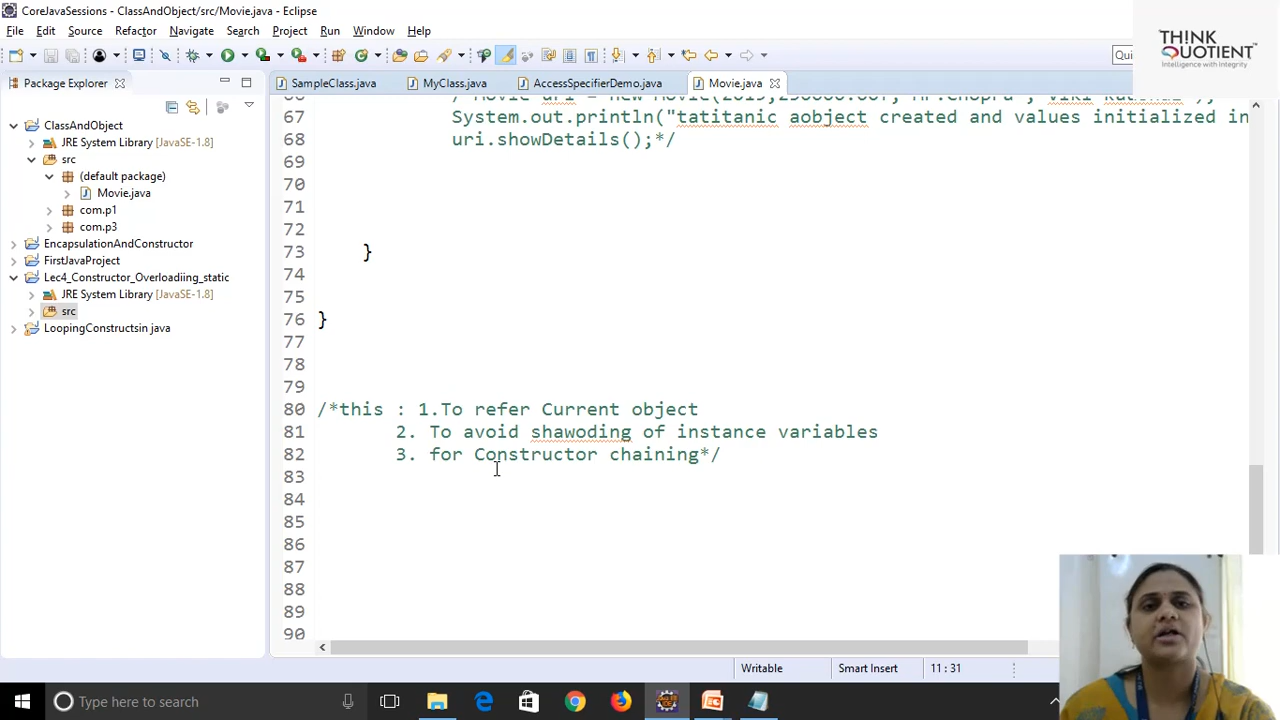 CoreJavaSessions - ClassAndObject/src/Movie.java - Eclipse
File Edit Source Refactor Navigate Search Project Run Window Help
THINK
QUOTIENT
Intelligence with Integrity
Qui
Package Explorer
SampleClass.java MyClass.java AccessSpecifierDemo.java Movie.java
ClassAndObject
JRE System Library [JavaSE-1.8]
src
(default package)
Movie.java
com.p1
com.p3
EncapsulationAndConstructor
FirstJavaProject
Lec4_Constructor_Overloadiing_static
JRE System Library [JavaSE-1.8]
src
LoopingConstructsin java
67 System.out.println("tatitanic aobject created and values initialized in
68 uri.showDetails();*/
69
70
71
72
73 }
74
75
76 }
77
78
79
80 /*this : 1.To refer Current object
81 2. To avoid shawoding of instance variables
82 3. for Constructor chaining*/
83
84
85
86
87
88
89
90
Writable Smart Insert 11 : 31
Type here to search